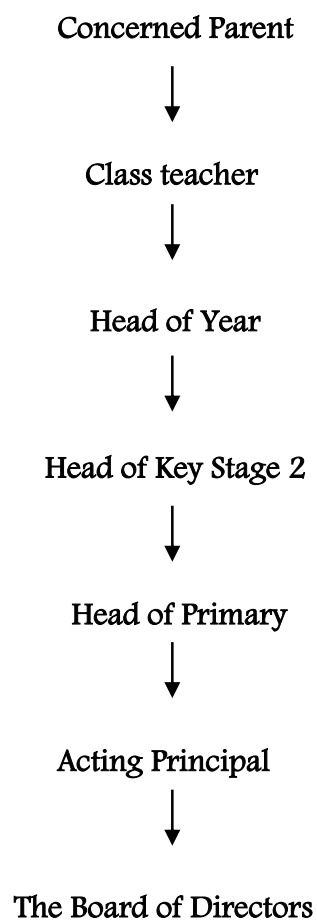 Concerned Parent
Class teacher
Head of Year
Head of Key Stage 2
Head of Primary
Acting Principal
The Board of Directors